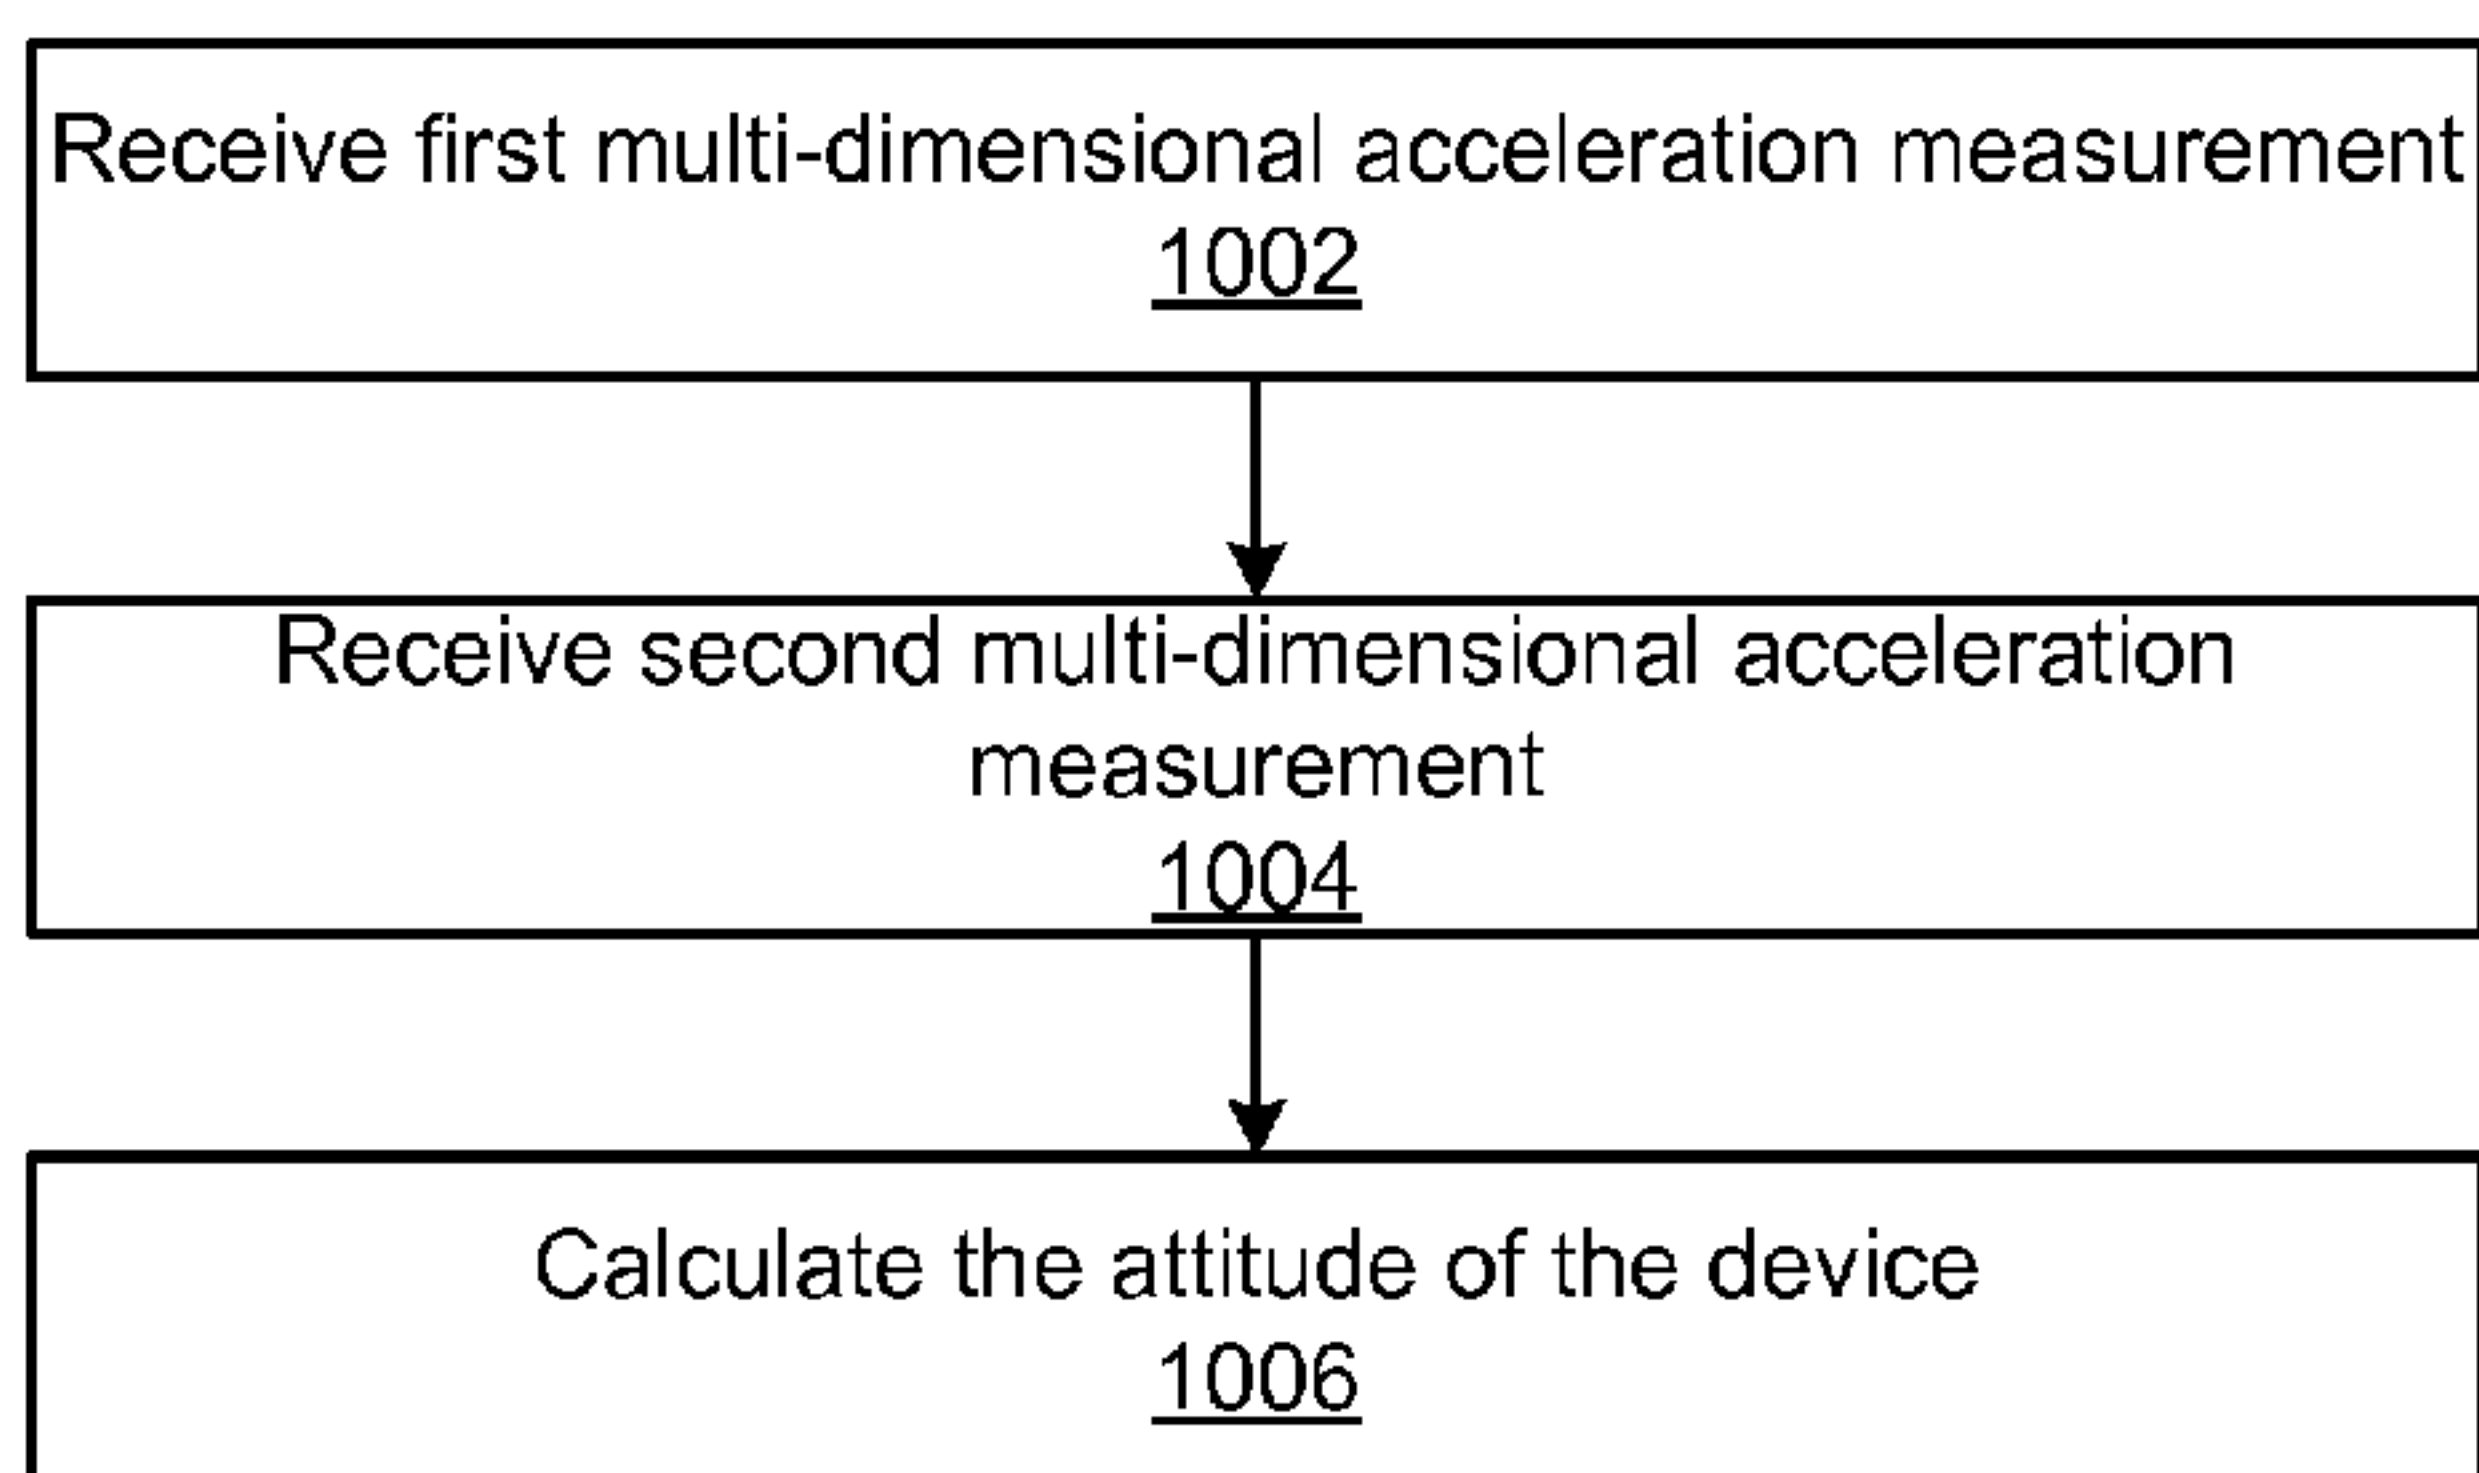 Receive first multi-dimensional acceleration measurement
1002
Receive second multi-dimensional acceleration
measurement
1004
Calculate the attitude of the device
1006